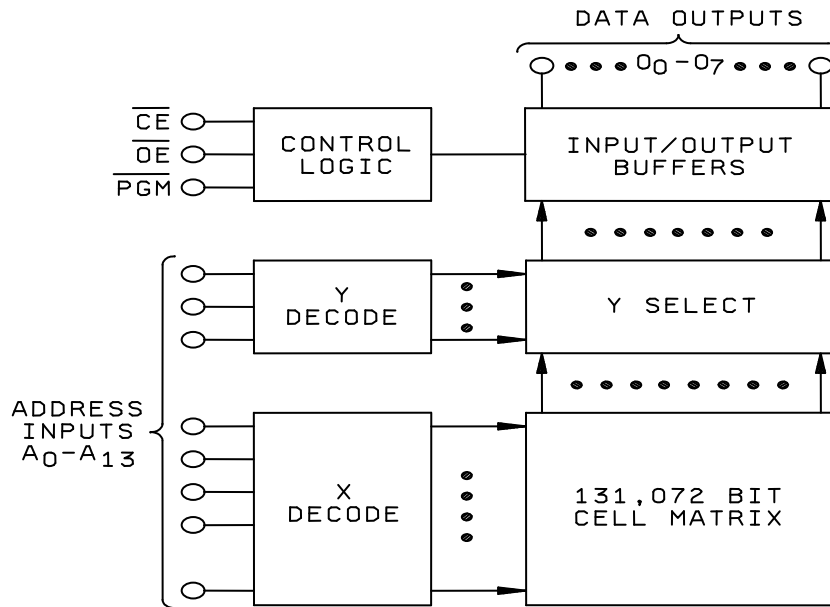 DATA OUTPUTS
O0-O7
CE
OE
PGM
CONTROL
LOGIC
INPUT/OUTPUT
BUFFERS
Y
DECODE
Y SELECT
ADDRESS
INPUTS
A0-A13
X
DECODE
131,072 BIT
CELL MATRIX